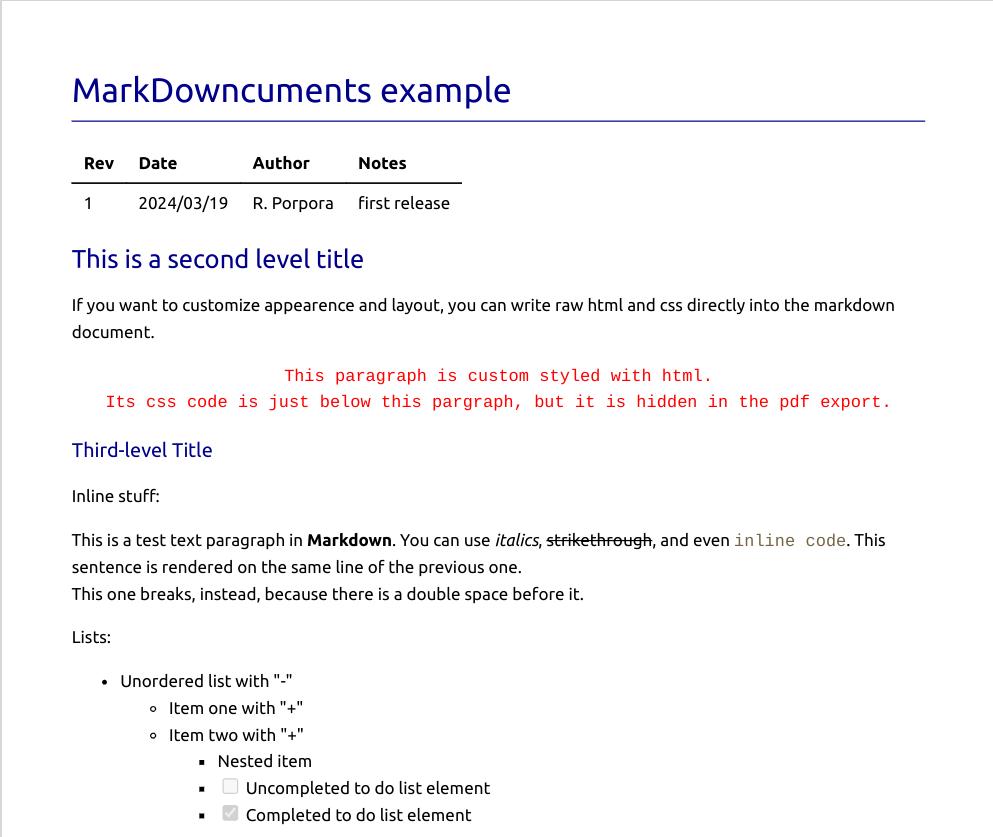 MarkDowncuments example
Rev Date Author Notes
1 2024/03/19 R. Porpora first release
This is a second level title
If you want to customize appearence and layout, you can write raw html and css directly into the markdown
document.
This paragraph is custom styled with html.
Its css code is just below this pargraph, but it is hidden in the pdf export.
Third-level Title
Inline stuff:
This is a test text paragraph in Markdown. You can use italics, strikethrough, and even inline code. This
sentence is rendered on the same line of the previous one.
This one breaks, instead, because there is a double space before it.
Lists:
Unordered list with "-"
Item one with "+"
Item two with "+"
Nested item
Uncompleted to do list element
Completed to do list element